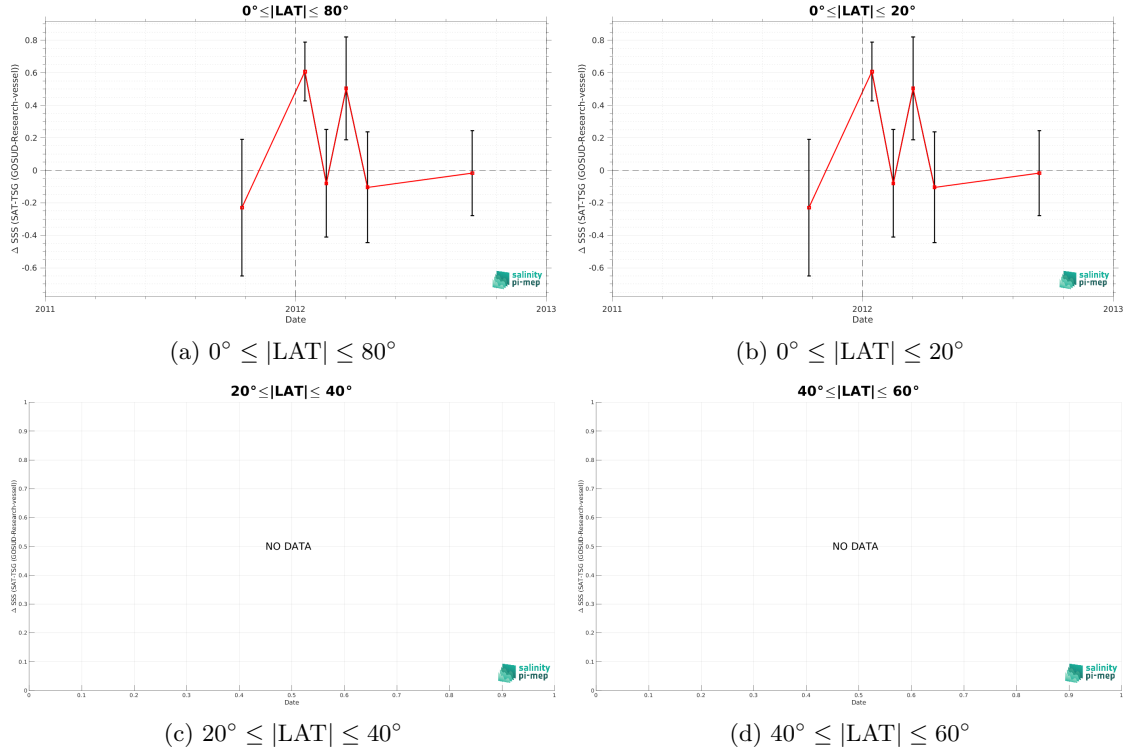 0°≤|LAT|≤ 80°
Δ SSS (SAT-TSG (GOSUD-Research-vessel))
0.8
0.6
0.4
0.2
0
-0.2
-0.4
-0.6
2011
2012
2013
Date
salinity
pi-mep
(a) 0° ≤ |LAT| ≤ 80°
0°≤|LAT|≤ 20°
Δ SSS (SAT-TSG (GOSUD-Research-vessel))
0.8
0.6
0.4
0.2
0
-0.2
-0.4
-0.6
2011
2012
2013
Date
salinity
pi-mep
(b) 0° ≤ |LAT| ≤ 20°
20°≤|LAT|≤ 40°
Δ SSS (SAT-TSG (GOSUD-Research-vessel))
1
0.9
0.8
0.7
0.6
0.5
0.4
0.3
0.2
0.1
0
NO DATA
0 0.1 0.2 0.3 0.4 0.5 0.6 0.7 0.8 0.9 1
Date
salinity
pi-mep
(c) 20° ≤ |LAT| ≤ 40°
40°≤|LAT|≤ 60°
Δ SSS (SAT-TSG (GOSUD-Research-vessel))
1
0.9
0.8
0.7
0.6
0.5
0.4
0.3
0.2
0.1
0
NO DATA
0 0.1 0.2 0.3 0.4 0.5 0.6 0.7 0.8 0.9 1
Date
salinity
pi-mep
(d) 40° ≤ |LAT| ≤ 60°